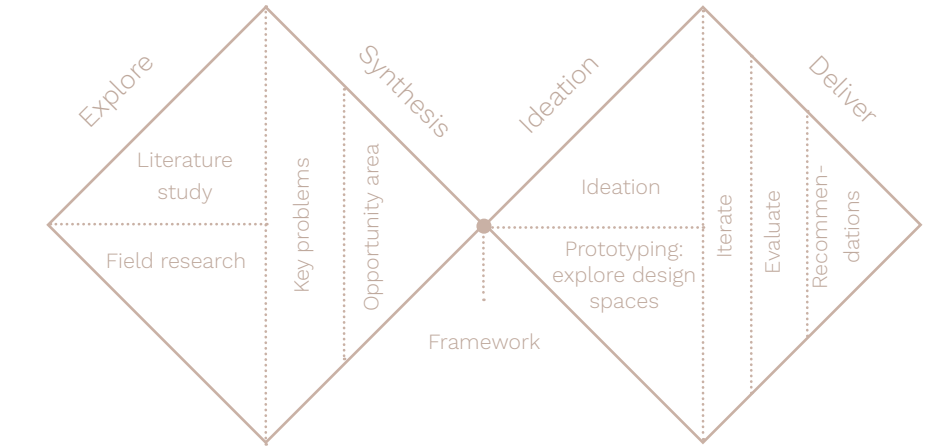 Explore
Synthesis
Ideation
Deliver
Literature
study
Field research
Key problems
Opportunity area
Framework
Ideation
Prototyping:
explore design
spaces
Iterate
Evaluate
Recommen-
dations